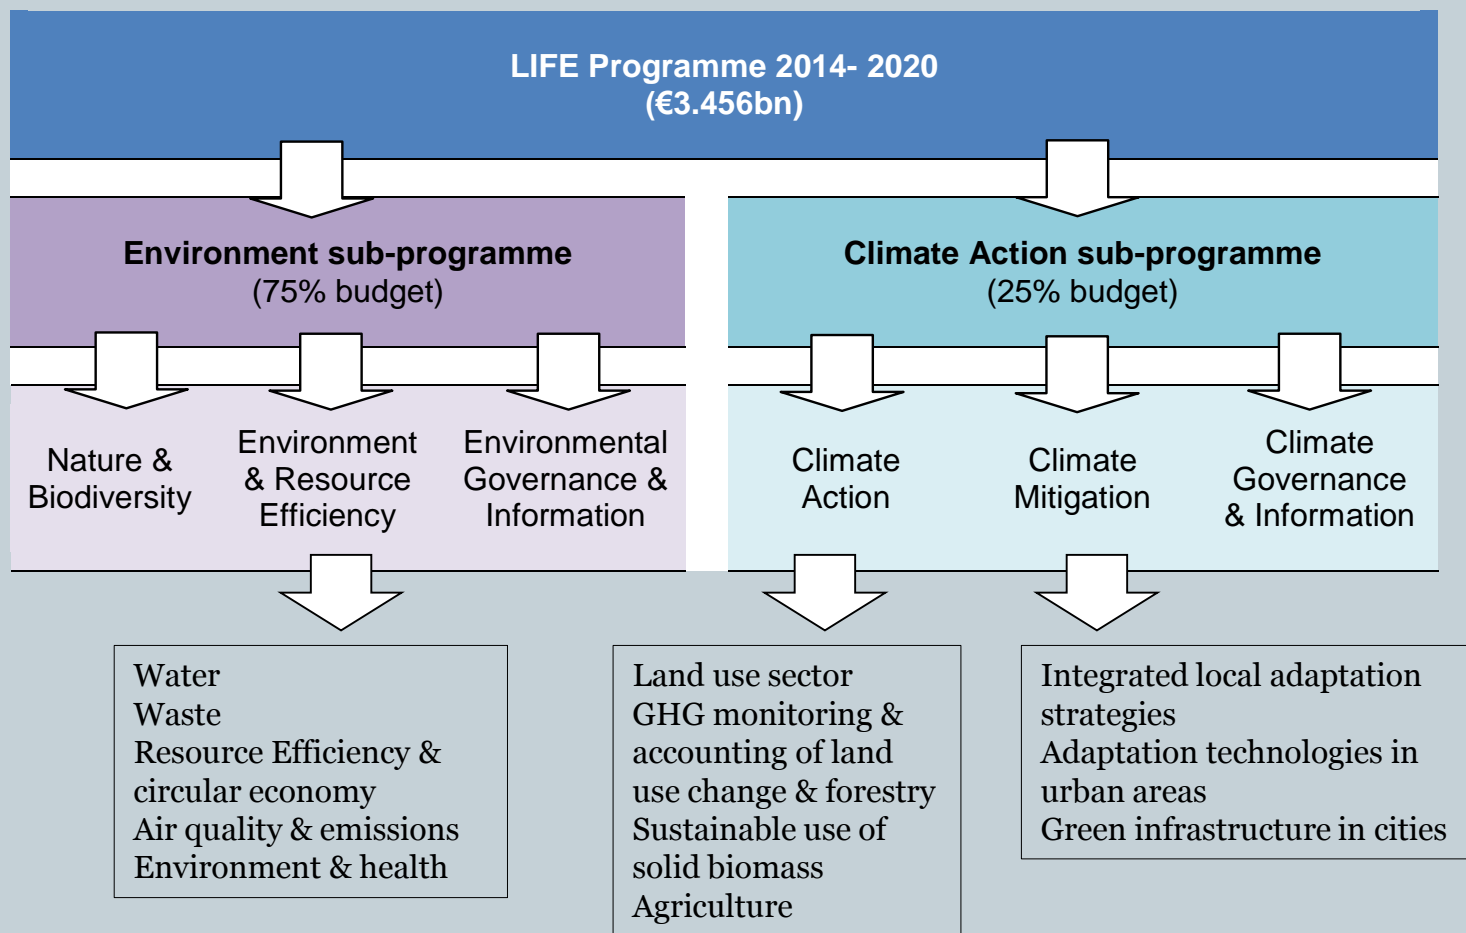 LIFE Programme 2014- 2020
(€3.456bn)
Environment sub-programme
(75% budget)
Climate Action sub-programme
(25% budget)
Nature &
Biodiversity
Environment
& Resource
Efficiency
Environmental
Governance &
Information
Climate
Action
Climate
Mitigation
Climate
Governance
& Information
Water
Waste
Resource Efficiency &
circular economy
Air quality & emissions
Environment & health
Land use sector
GHG monitoring &
accounting of land
use change & forestry
Sustainable use of
solid biomass
Agriculture
Integrated local adaptation
strategies
Adaptation technologies in
urban areas
Green infrastructure in cities